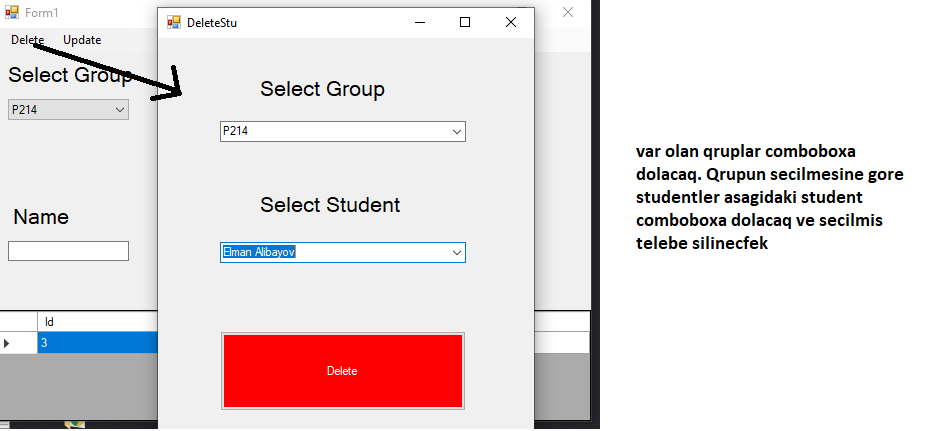 Form1
Delete Update
Select Group
P214
Name
Id
3
DeleteStu
Select Group
P214
Select Student
Elman Alibayov
Delete
var olan qruplar comboboxa
dolacaq. Qrupun secilmesine gore
studentler asagidaki student
comboboxa dolacaq ve secilmis
telebe silinecfek